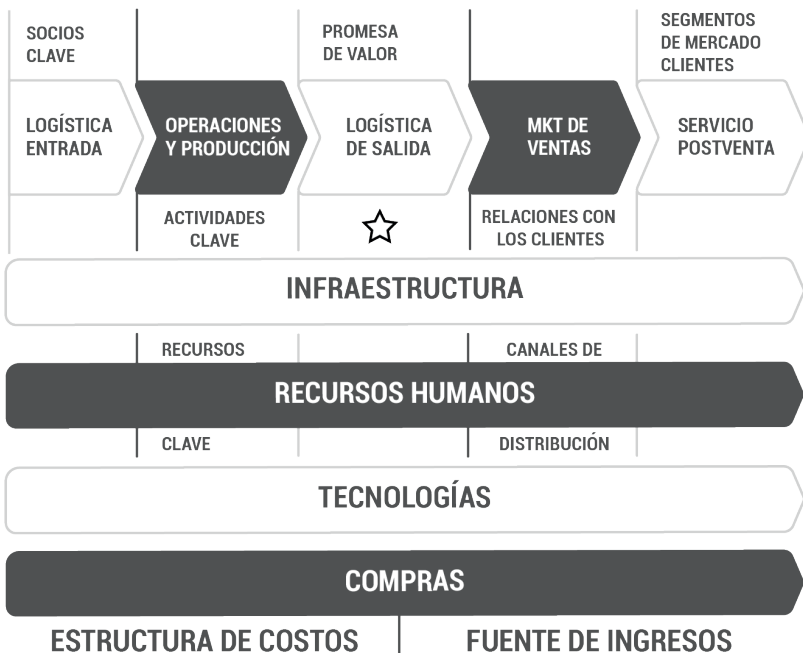 SOCIOS
CLAVE
PROMESA
DE VALOR
SEGMENTOS
DE MERCADO
CLIENTES
LOGÍSTICA
ENTRADA
OPERACIONES
Y PRODUCCIÓN
LOGÍSTICA
DE SALIDA
MKT DE
VENTAS
SERVICIO
POSTVENTA
ACTIVIDADES
CLAVE
RELACIONES CON
LOS CLIENTES
INFRAESTRUCTURA
RECURSOS
CANALES DE
RECURSOS HUMANOS
CLAVE
DISTRIBUCIÓN
TECNOLOGÍAS
COMPRAS
ESTRUCTURA DE COSTOS
FUENTE DE INGRESOS